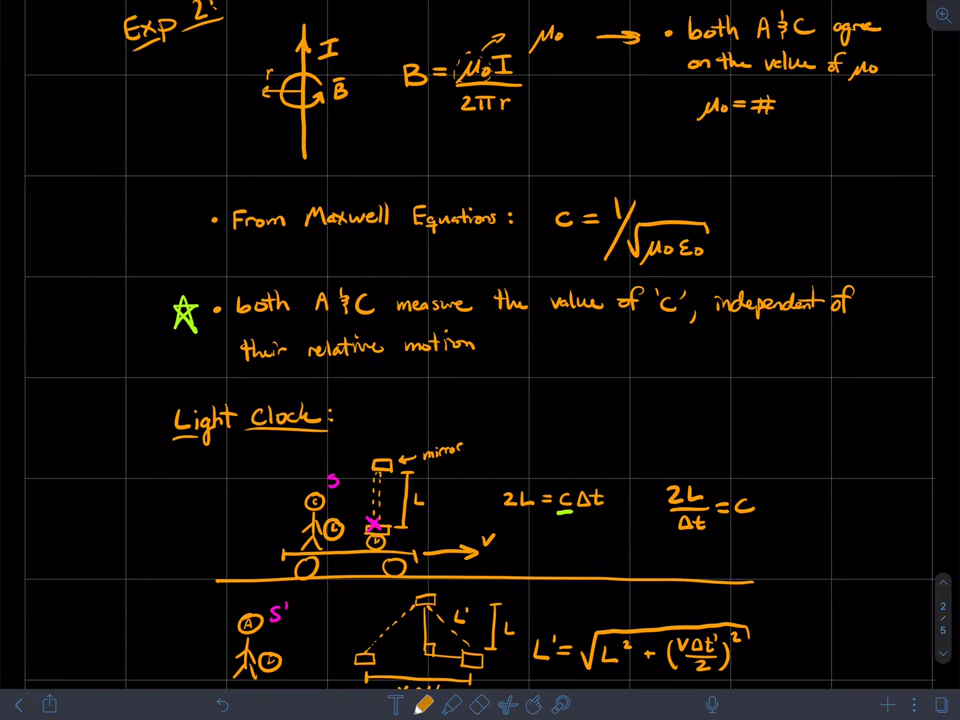 Exp 2:
I
r
B̄
B = μ₀I / 2πr
μ₀
• both A & C agree
on the value of μ₀
μ₀ = #
• From Maxwell Equations: c = 1/√μ₀ε₀
• both A & C measure the value of 'c', independent of
their relative motion
Light Clock:
mirror
S
C
L
2L = cΔt
2L/Δt = c
v
S'
A
L'
L
L' = √L² + (vΔt'/2)²
2
/
5
T